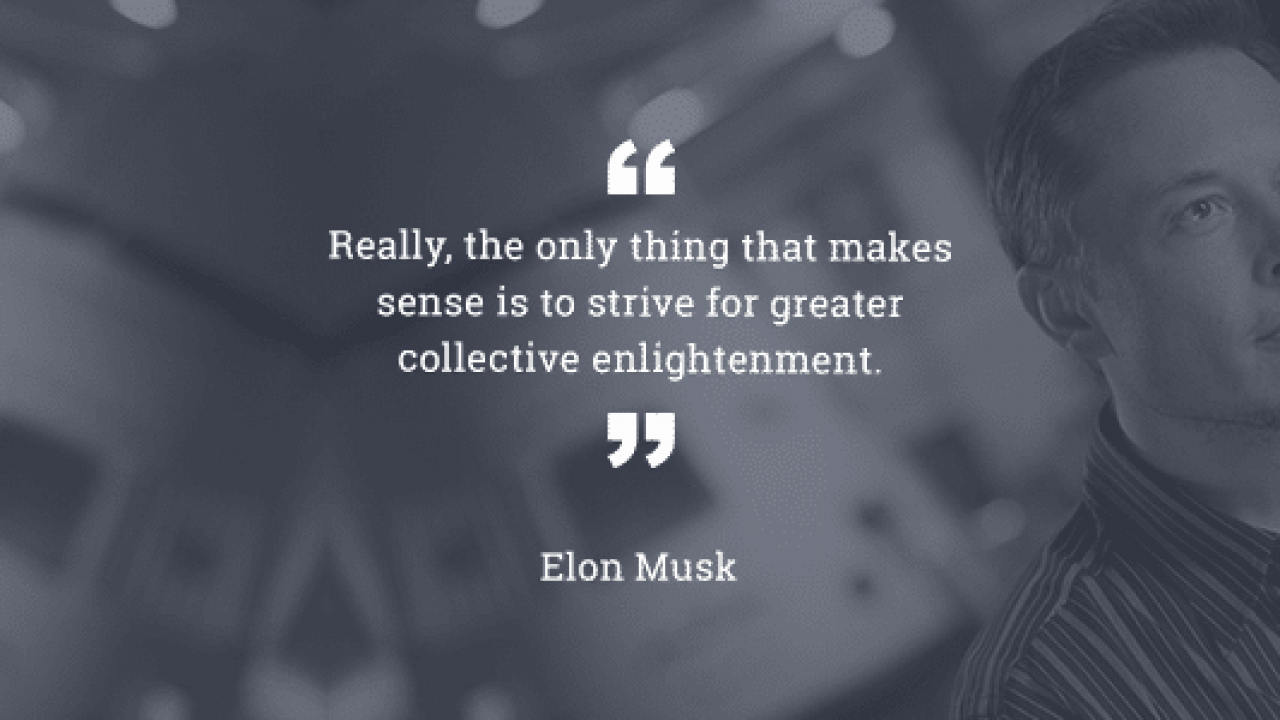 “
Really, the only thing that makes
sense is to strive for greater
collective enlightenment.
”
Elon Musk